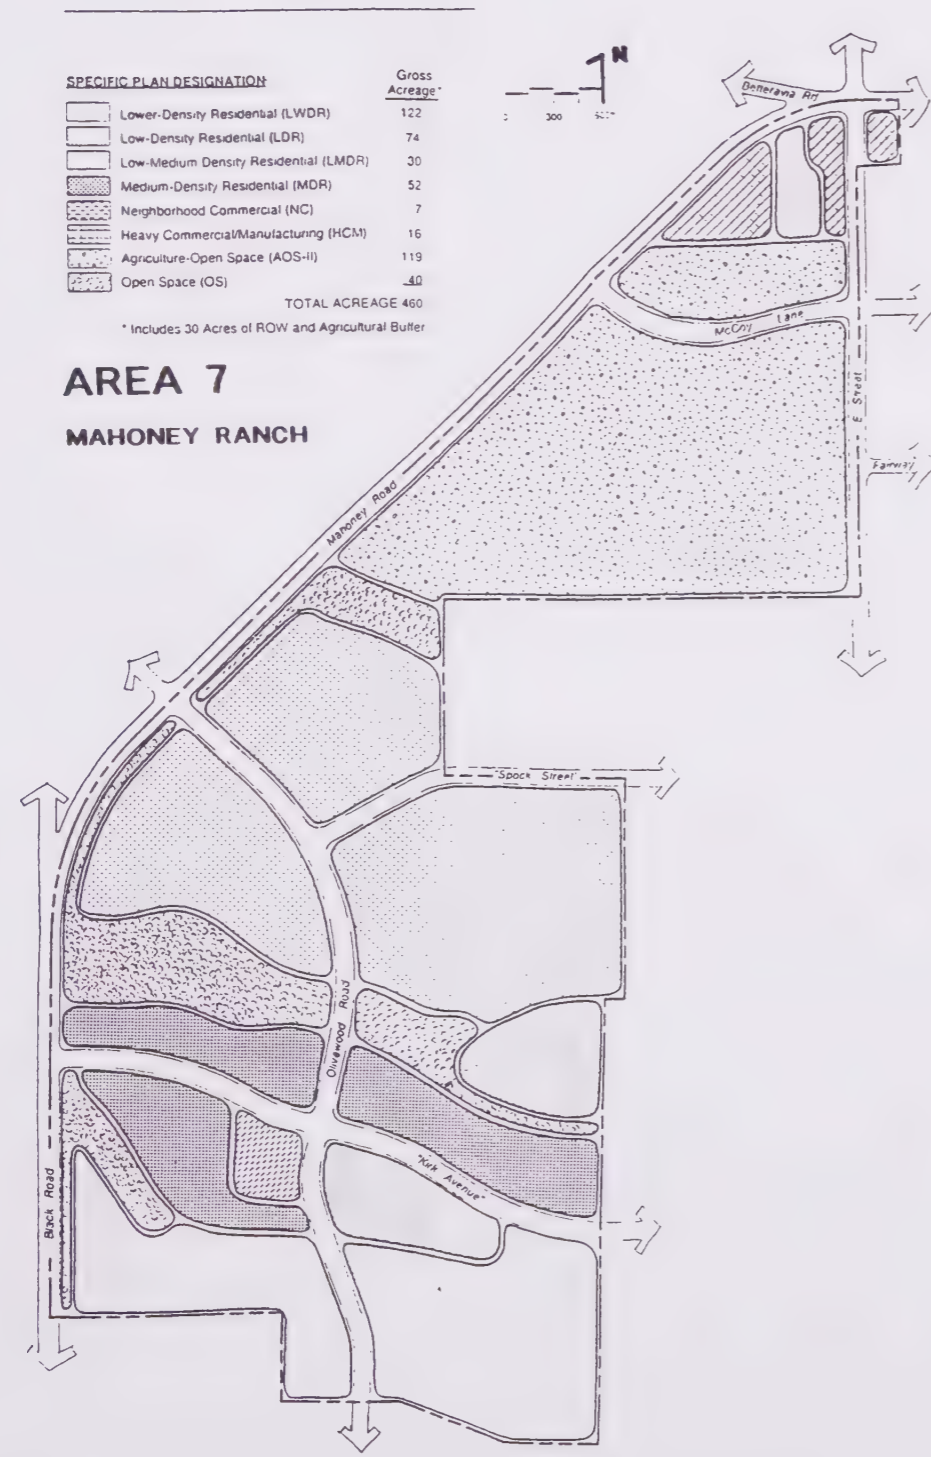 SPECIFIC PLAN DESIGNATION
Gross
Acreage*
Lower-Density Residential (LWDR) 122
Low-Density Residential (LDR) 74
Low-Medium Density Residential (LMDR) 30
Medium-Density Residential (MDR) 52
Neighborhood Commercial (NC) 7
Heavy Commercial/Manufacturing (HCM) 16
Agriculture-Open Space (AOS-II) 119
Open Space (OS) 40
TOTAL ACREAGE 460
* Includes 30 Acres of ROW and Agricultural Buffer
AREA 7
MAHONEY RANCH
N
300
Betteravia Rd
McCoy Lane
E Street
Fairway
Mahoney Road
"Spock Street"
Olivewood Road
"Kirk Avenue"
Black Road